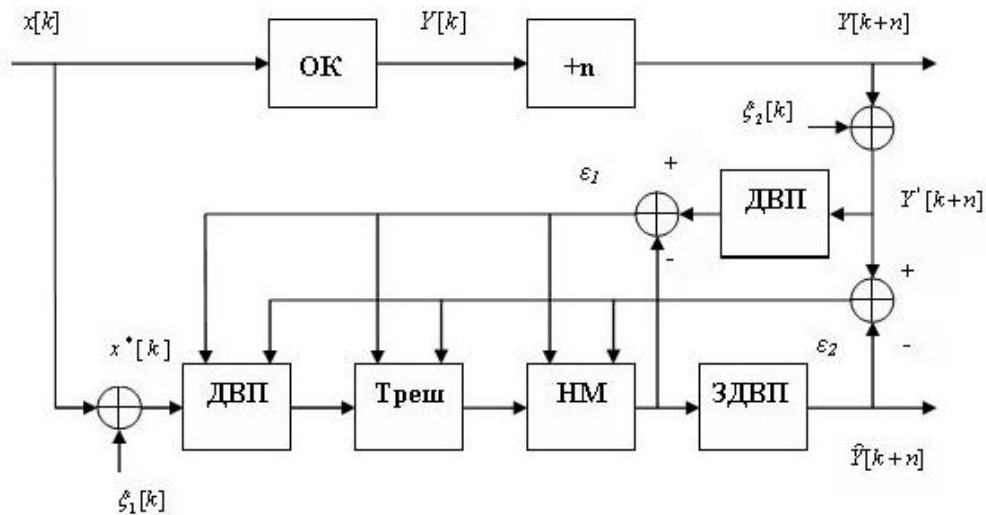 x[k]
Y[k]
Y[k+n]
ОК
+n
ξ₂[k]
+
ε₁
ДВП
Y'[k+n]
-
+
x*[k]
ε₂
-
ДВП
Треш
НМ
ЗДВП
Ŷ[k+n]
ξ₁[k]